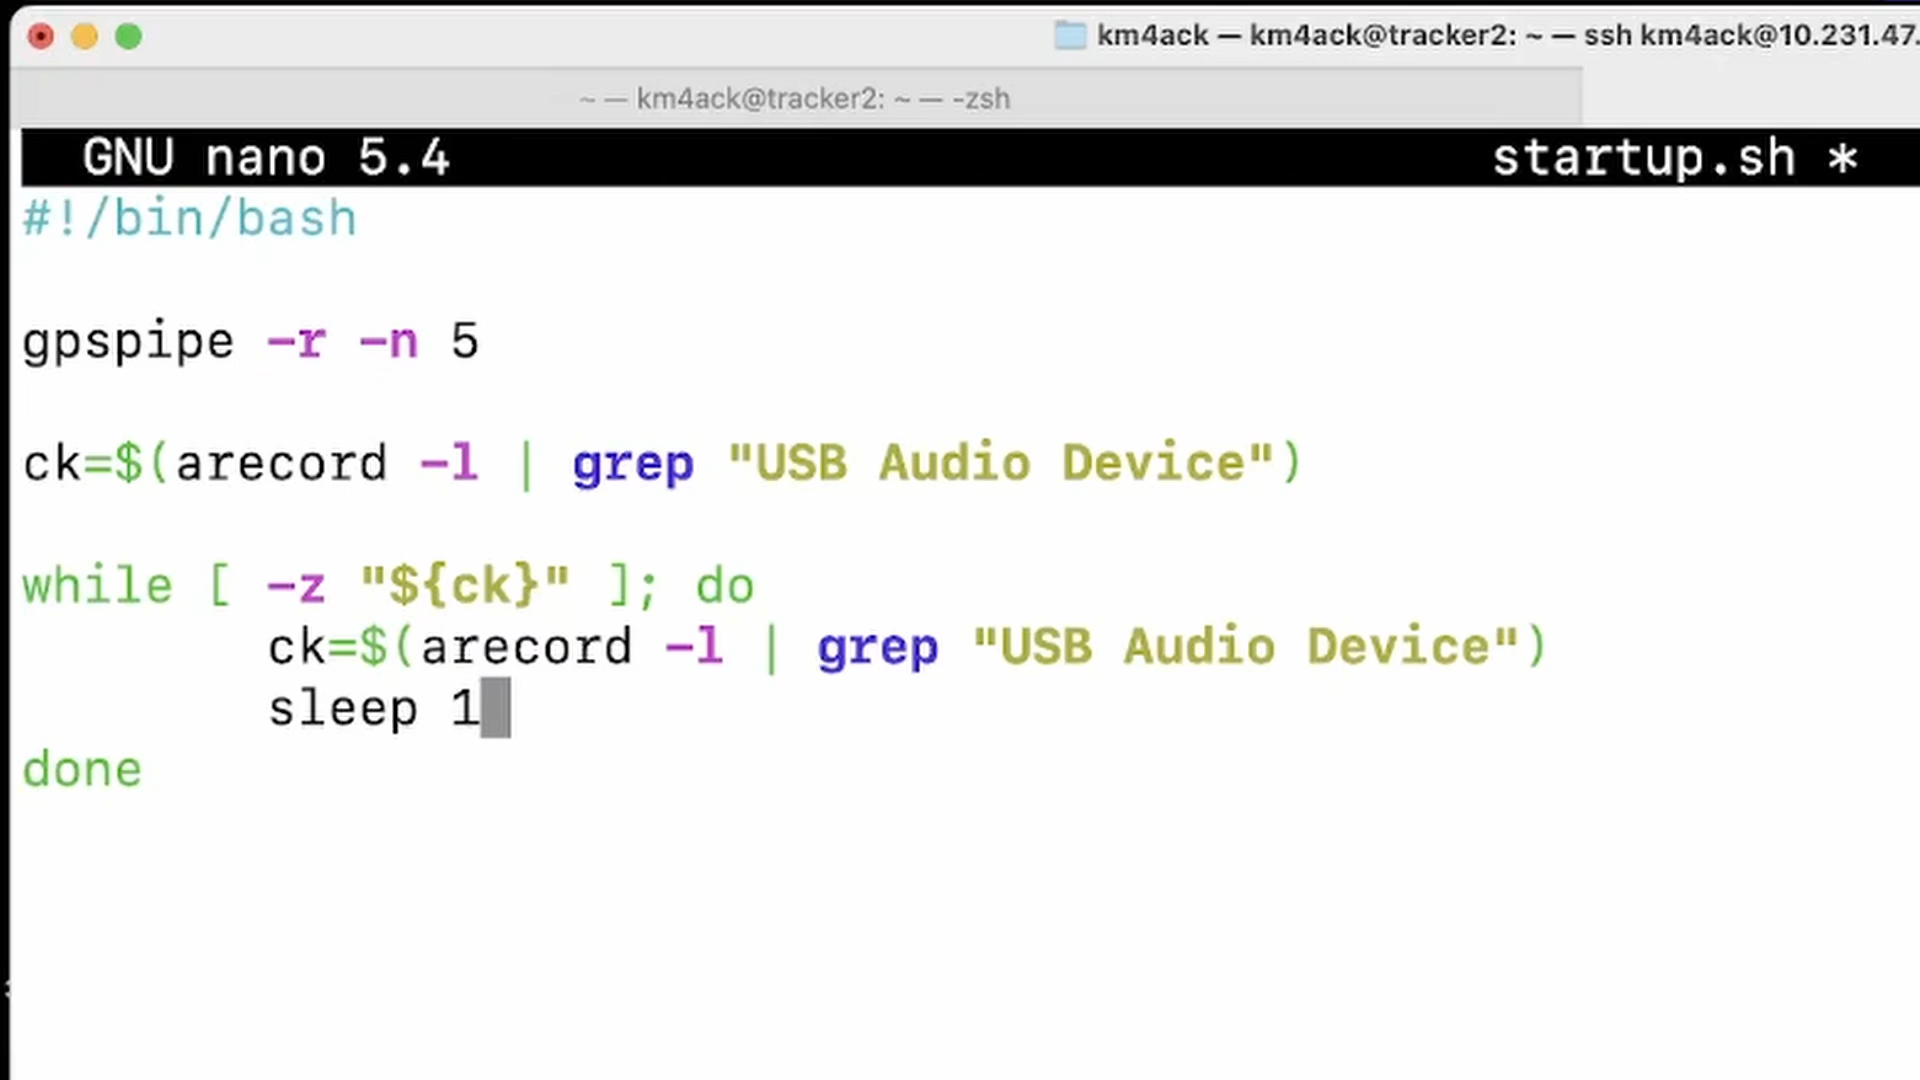 km4ack — km4ack@tracker2: ~ — ssh km4ack@10.231.47.
~ — km4ack@tracker2: ~ — -zsh
GNU nano 5.4 startup.sh *
#!/bin/bash
gpspipe -r -n 5
ck=$(arecord -l | grep "USB Audio Device")
while [ -z "${ck}" ]; do
ck=$(arecord -l | grep "USB Audio Device")
sleep 1
done